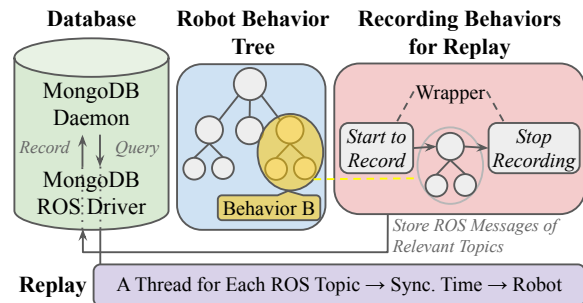 Database
MongoDB
Daemon
Record
Query
MongoDB
ROS Driver
Robot Behavior
Tree
Behavior B
Recording Behaviors
for Replay
Wrapper
Start to
Record
Stop
Recording
Store ROS Messages of
Relevant Topics
Replay
A Thread for Each ROS Topic → Sync. Time → Robot